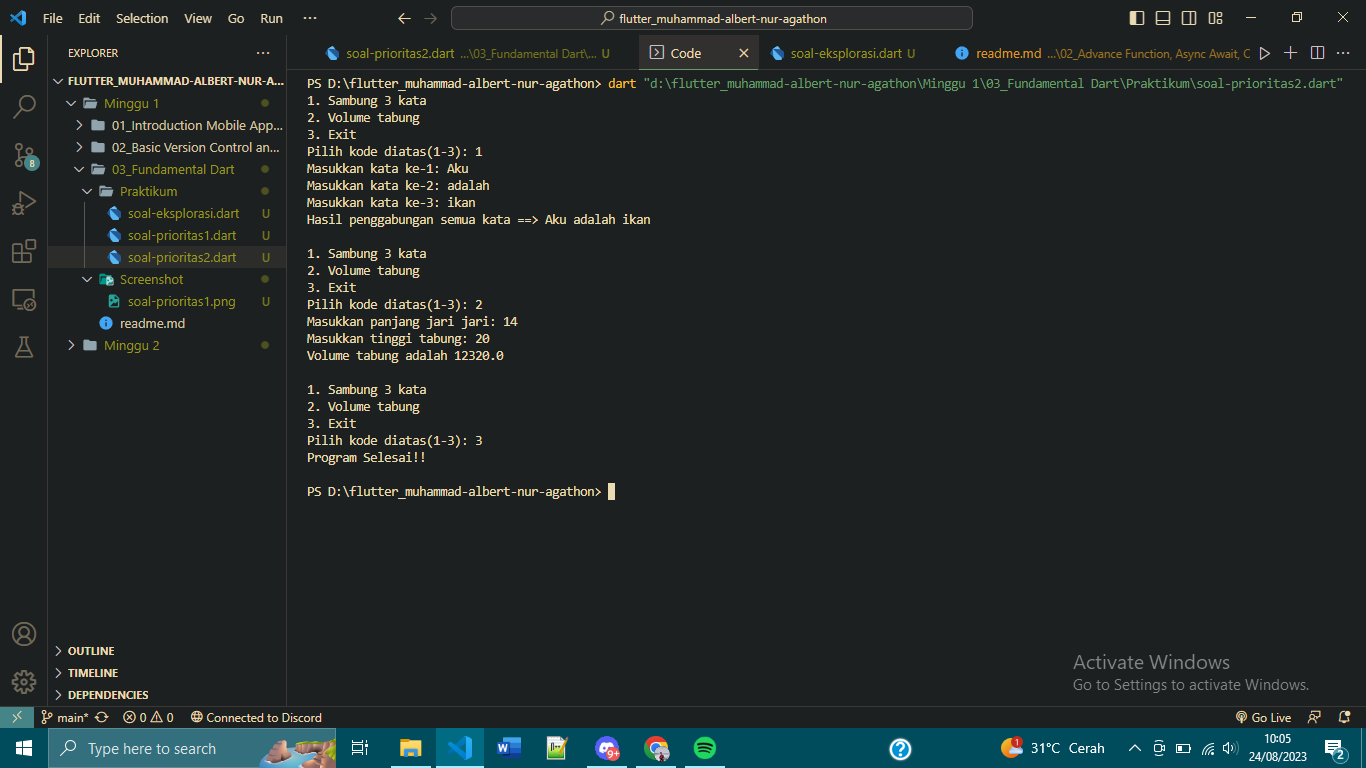 File Edit Selection View Go Run ··· flutter_muhammad-albert-nur-agathon
EXPLORER ···
soal-prioritas2.dart ...\03_Fundamental Dart\... U Code soal-eksplorasi.dart U readme.md ...\02_Advance Function, Async Await, C
FLUTTER_MUHAMMAD-ALBERT-NUR-A...
Minggu 1
01_Introduction Mobile App...
02_Basic Version Control an...
03_Fundamental Dart
Praktikum
soal-eksplorasi.dart U
soal-prioritas1.dart U
soal-prioritas2.dart U
Screenshot
soal-prioritas1.png U
readme.md
Minggu 2
8
OUTLINE
TIMELINE
DEPENDENCIES
PS D:\flutter_muhammad-albert-nur-agathon> dart "d:\flutter_muhammad-albert-nur-agathon\Minggu 1\03_Fundamental Dart\Praktikum\soal-prioritas2.dart"
1. Sambung 3 kata
2. Volume tabung
3. Exit
Pilih kode diatas(1-3): 1
Masukkan kata ke-1: Aku
Masukkan kata ke-2: adalah
Masukkan kata ke-3: ikan
Hasil penggabungan semua kata ==> Aku adalah ikan
1. Sambung 3 kata
2. Volume tabung
3. Exit
Pilih kode diatas(1-3): 2
Masukkan panjang jari jari: 14
Masukkan tinggi tabung: 20
Volume tabung adalah 12320.0
1. Sambung 3 kata
2. Volume tabung
3. Exit
Pilih kode diatas(1-3): 3
Program Selesai!!
PS D:\flutter_muhammad-albert-nur-agathon>
Activate Windows
Go to Settings to activate Windows.
main* 0 0 Connected to Discord Go Live
Type here to search
9+
1
31°C Cerah
10:05
24/08/2023
2